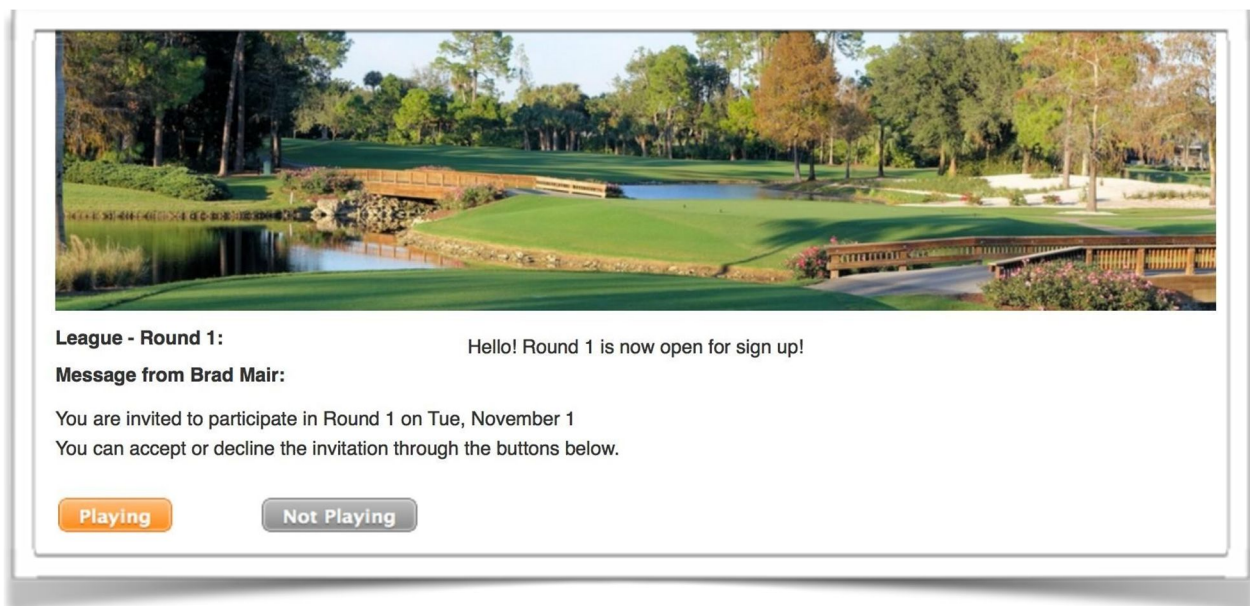 League - Round 1:
Hello! Round 1 is now open for sign up!
Message from Brad Mair:
You are invited to participate in Round 1 on Tue, November 1
You can accept or decline the invitation through the buttons below.
Playing
Not Playing